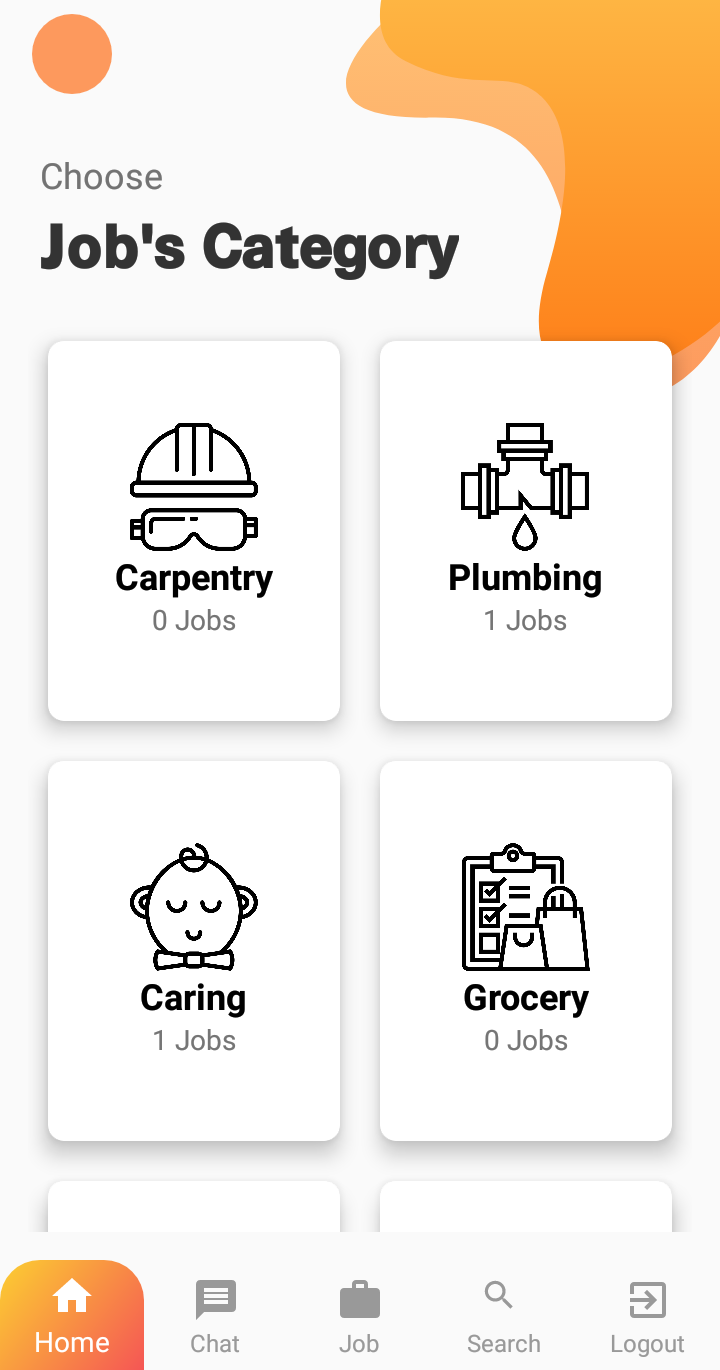 Choose
Job's Category
Carpentry
0 Jobs
Plumbing
1 Jobs
Caring
1 Jobs
Grocery
0 Jobs
Home
Chat
Job
Search
Logout